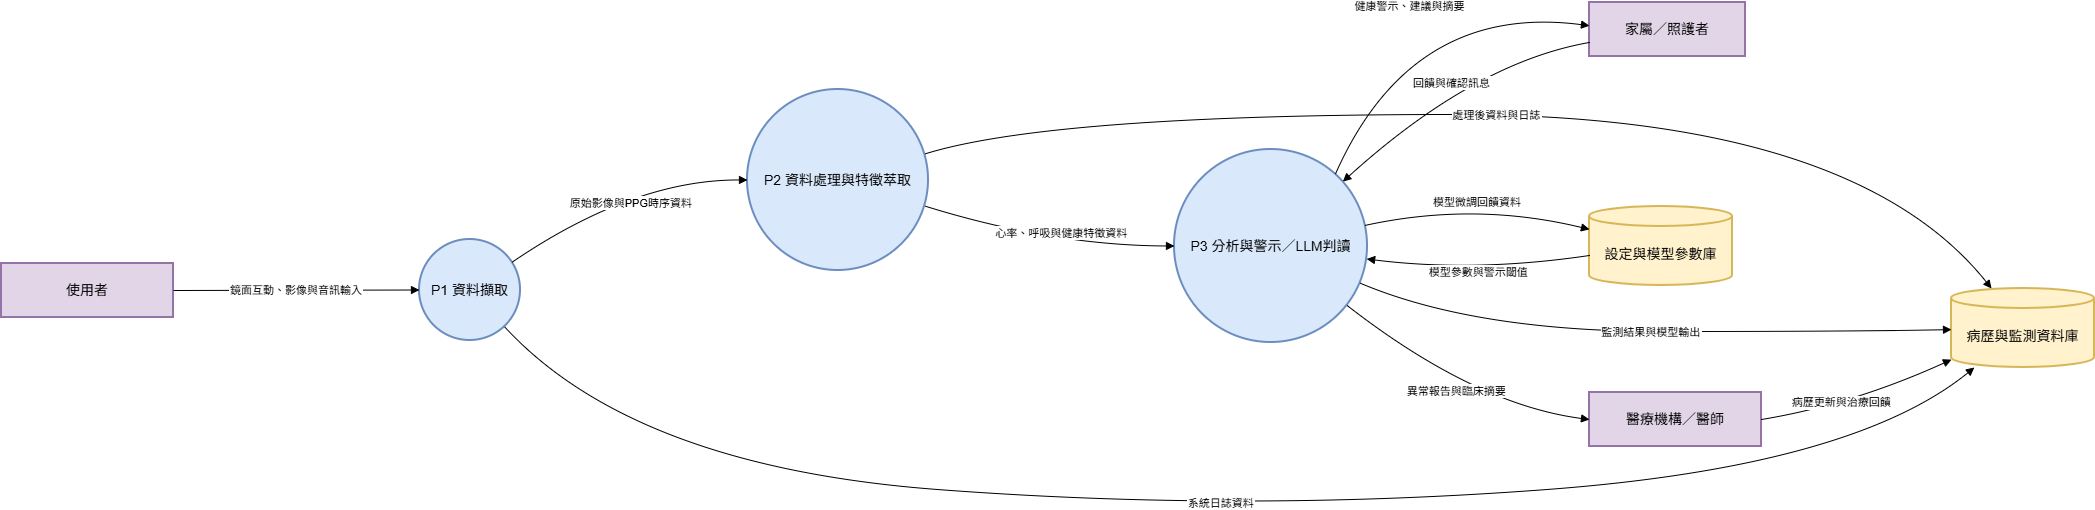 健康警示、建議與摘要
家屬／照護者
回饋與確認訊息
處理後資料與日誌
P2 資料處理與特徵萃取
原始影像與PPG時序資料
模型微調回饋資料
心率、呼吸與健康特徵資料
P3 分析與警示／LLM判讀
設定與模型參數庫
模型參數與警示閾值
使用者
鏡面互動、影像與音訊輸入
P1 資料擷取
監測結果與模型輸出
病歷與監測資料庫
異常報告與臨床摘要
病歷更新與治療回饋
醫療機構／醫師
系統日誌資料